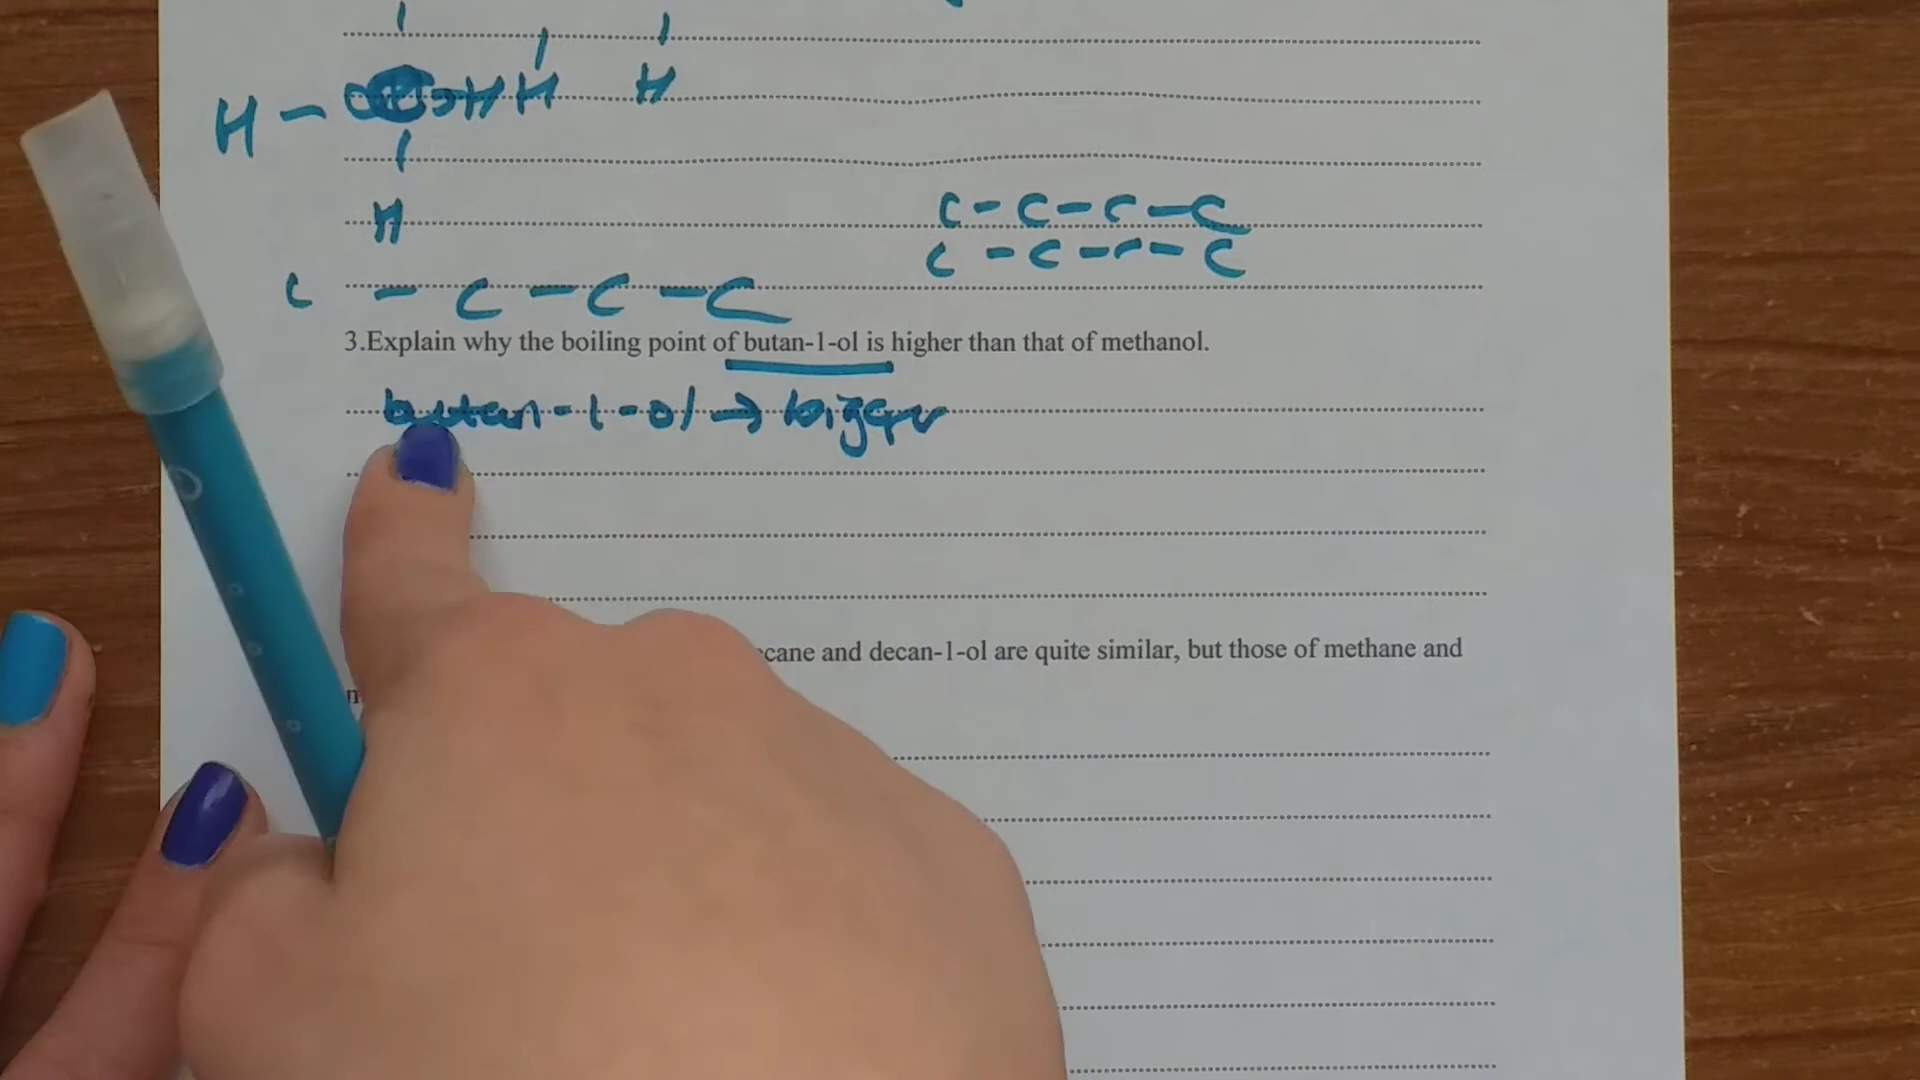 H H
H -
H
C - C - C - C
C - C - C - C
C - C - C - C
3.Explain why the boiling point of butan-1-ol is higher than that of methanol.
butan-1-ol → bigger
cane and decan-1-ol are quite similar, but those of methane and